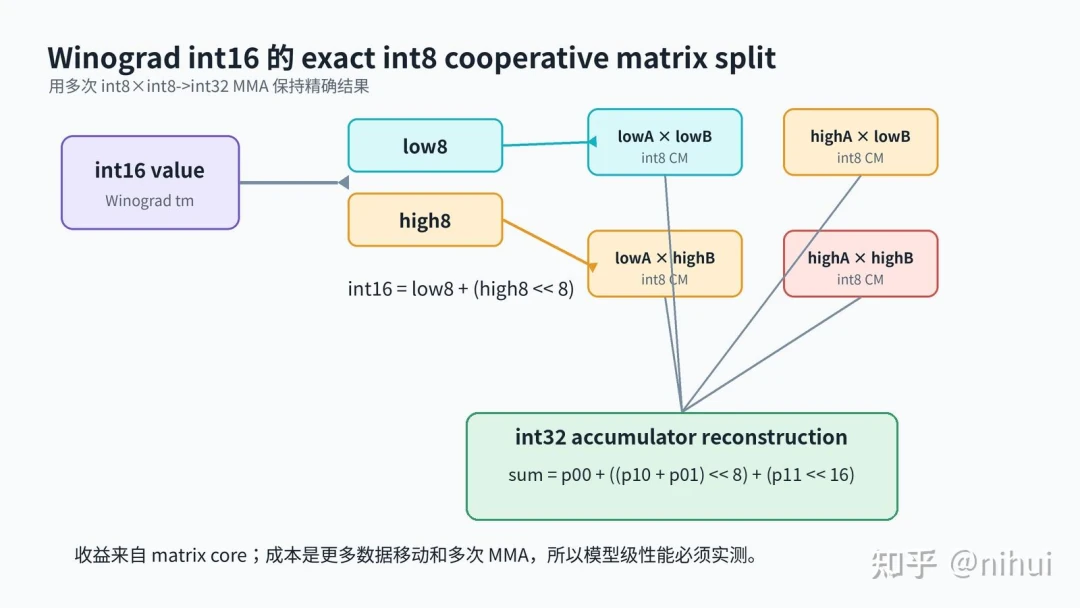 Winograd int16 的 exact int8 cooperative matrix split
用多次 int8×int8->int32 MMA 保持精确结果
int16 value
Winograd tm
low8
high8
int16 = low8 + (high8 << 8)
lowA × lowB
int8 CM
highA × lowB
int8 CM
lowA × highB
int8 CM
highA × highB
int8 CM
int32 accumulator reconstruction
sum = p00 + ((p10 + p01) << 8) + (p11 << 16)
收益来自 matrix core；成本是更多数据移动和多次 MMA，所以模型级性能必须实测。
知乎 @nihui